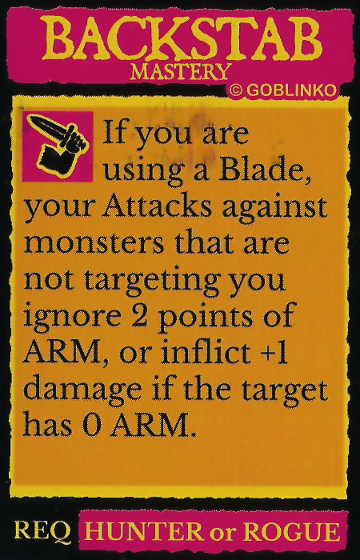 BACKSTAB
MASTERY
© GOBLINKO
If you are
using a Blade,
your Attacks against
monsters that are
not targeting you
ignore 2 points of
ARM, or inflict +1
damage if the target
has 0 ARM.
REQ HUNTER or ROGUE